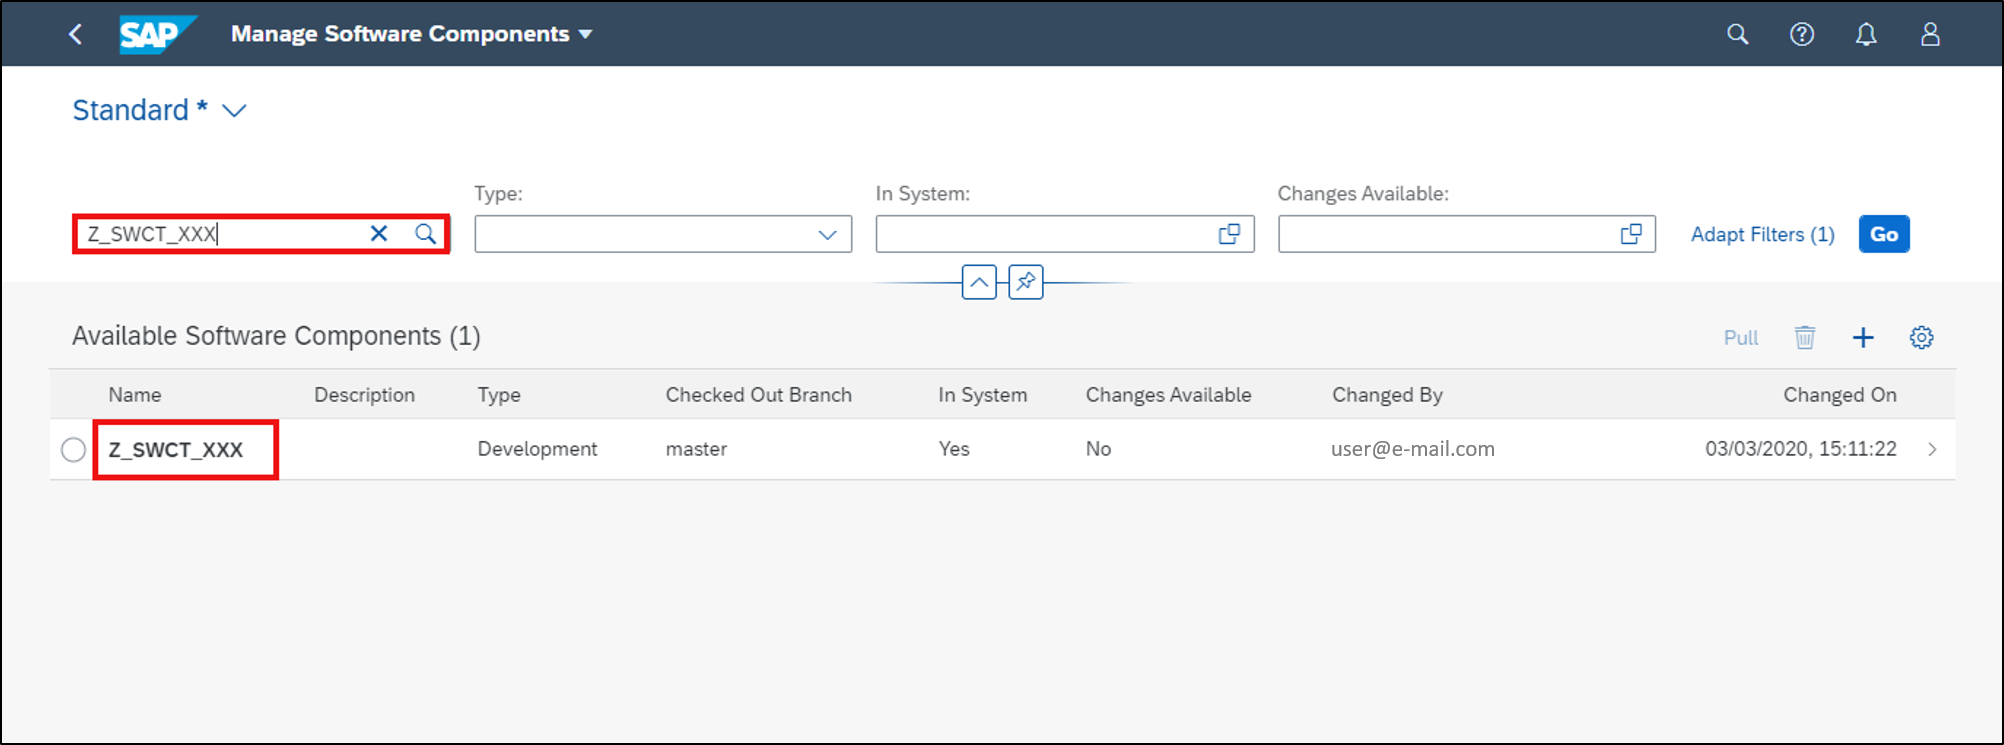 SAP Manage Software Components
Standard *
Type: In System: Changes Available:
Z_SWCT_XXX Adapt Filters (1) Go
Available Software Components (1) Pull
Name Description Type Checked Out Branch In System Changes Available Changed By Changed On
Z_SWCT_XXX Development master Yes No user@e-mail.com 03/03/2020, 15:11:22